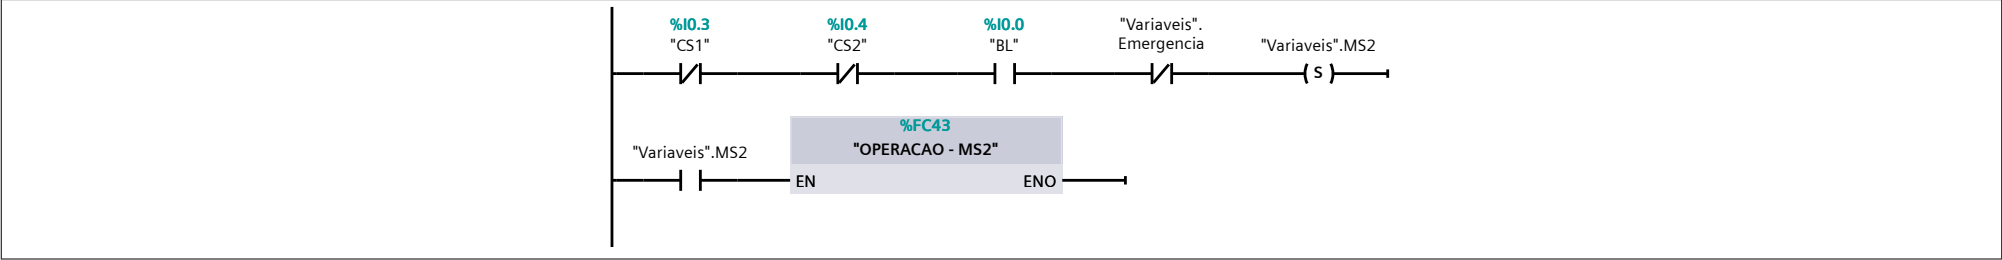 %I0.3 %I0.4 %I0.0 "Variaveis".
"CS1" "CS2" "BL" Emergencia "Variaveis".MS2
S
%FC43
"Variaveis".MS2 "OPERACAO - MS2"
EN ENO